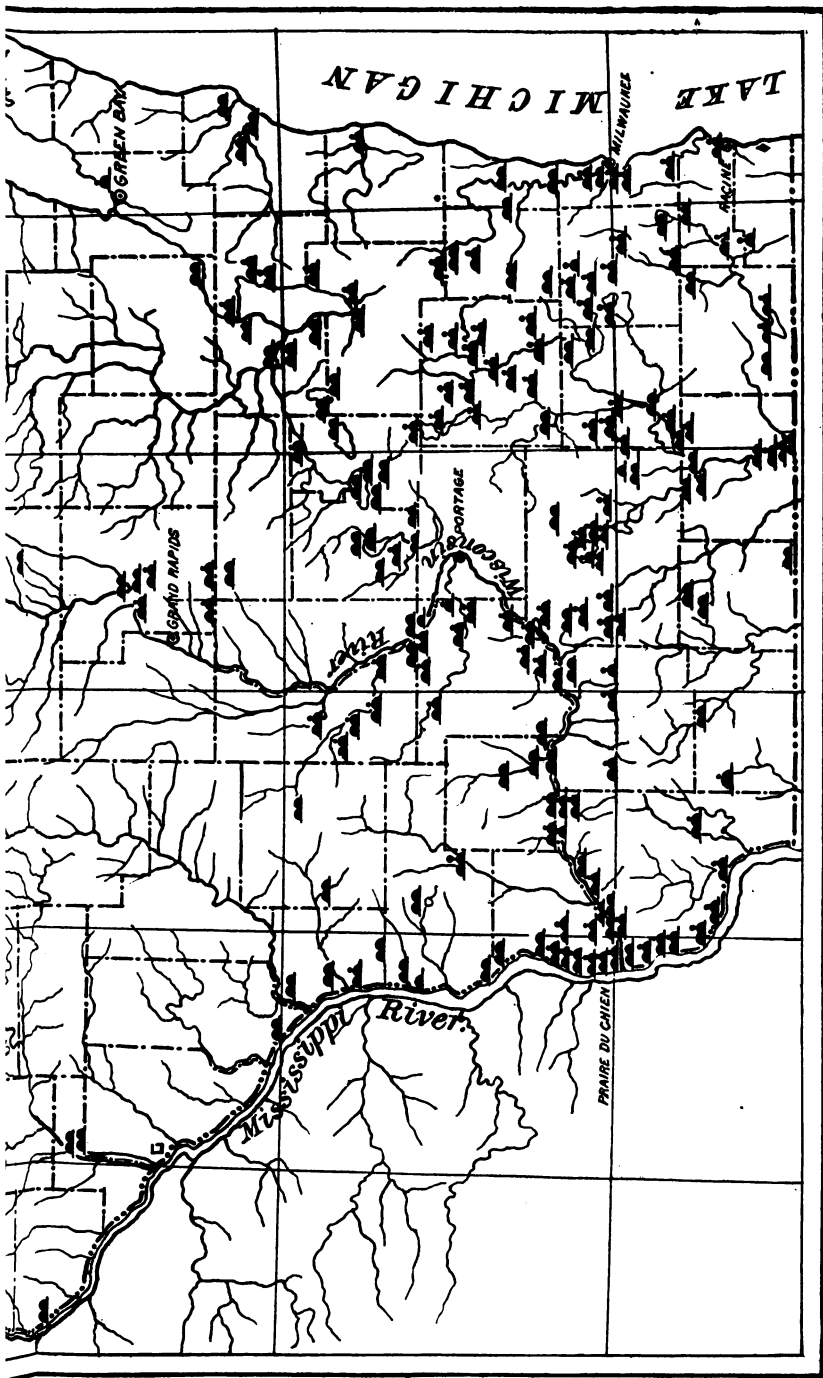 LAKE MICHIGAN
MILWAUKEE
RACINE
GREEN BAY
PORTAGE
Wisconsin
River
GRAND RAPIDS
Mississippi River.
PRAIRE DU CHIEN